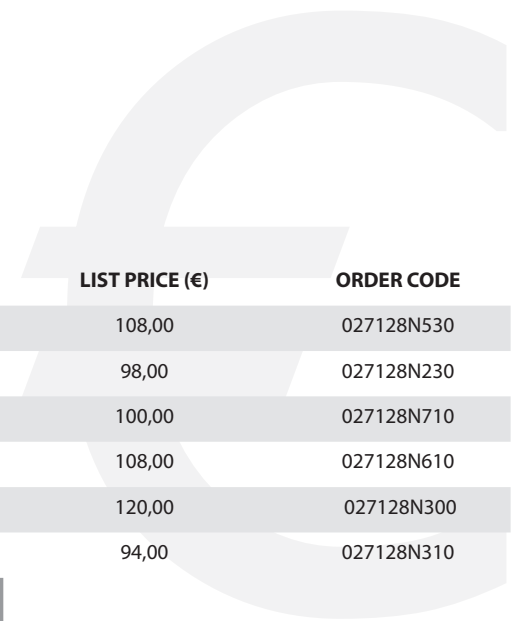 LIST PRICE (€) ORDER CODE
108,00 027128N530
98,00 027128N230
100,00 027128N710
108,00 027128N610
120,00 027128N300
94,00 027128N310